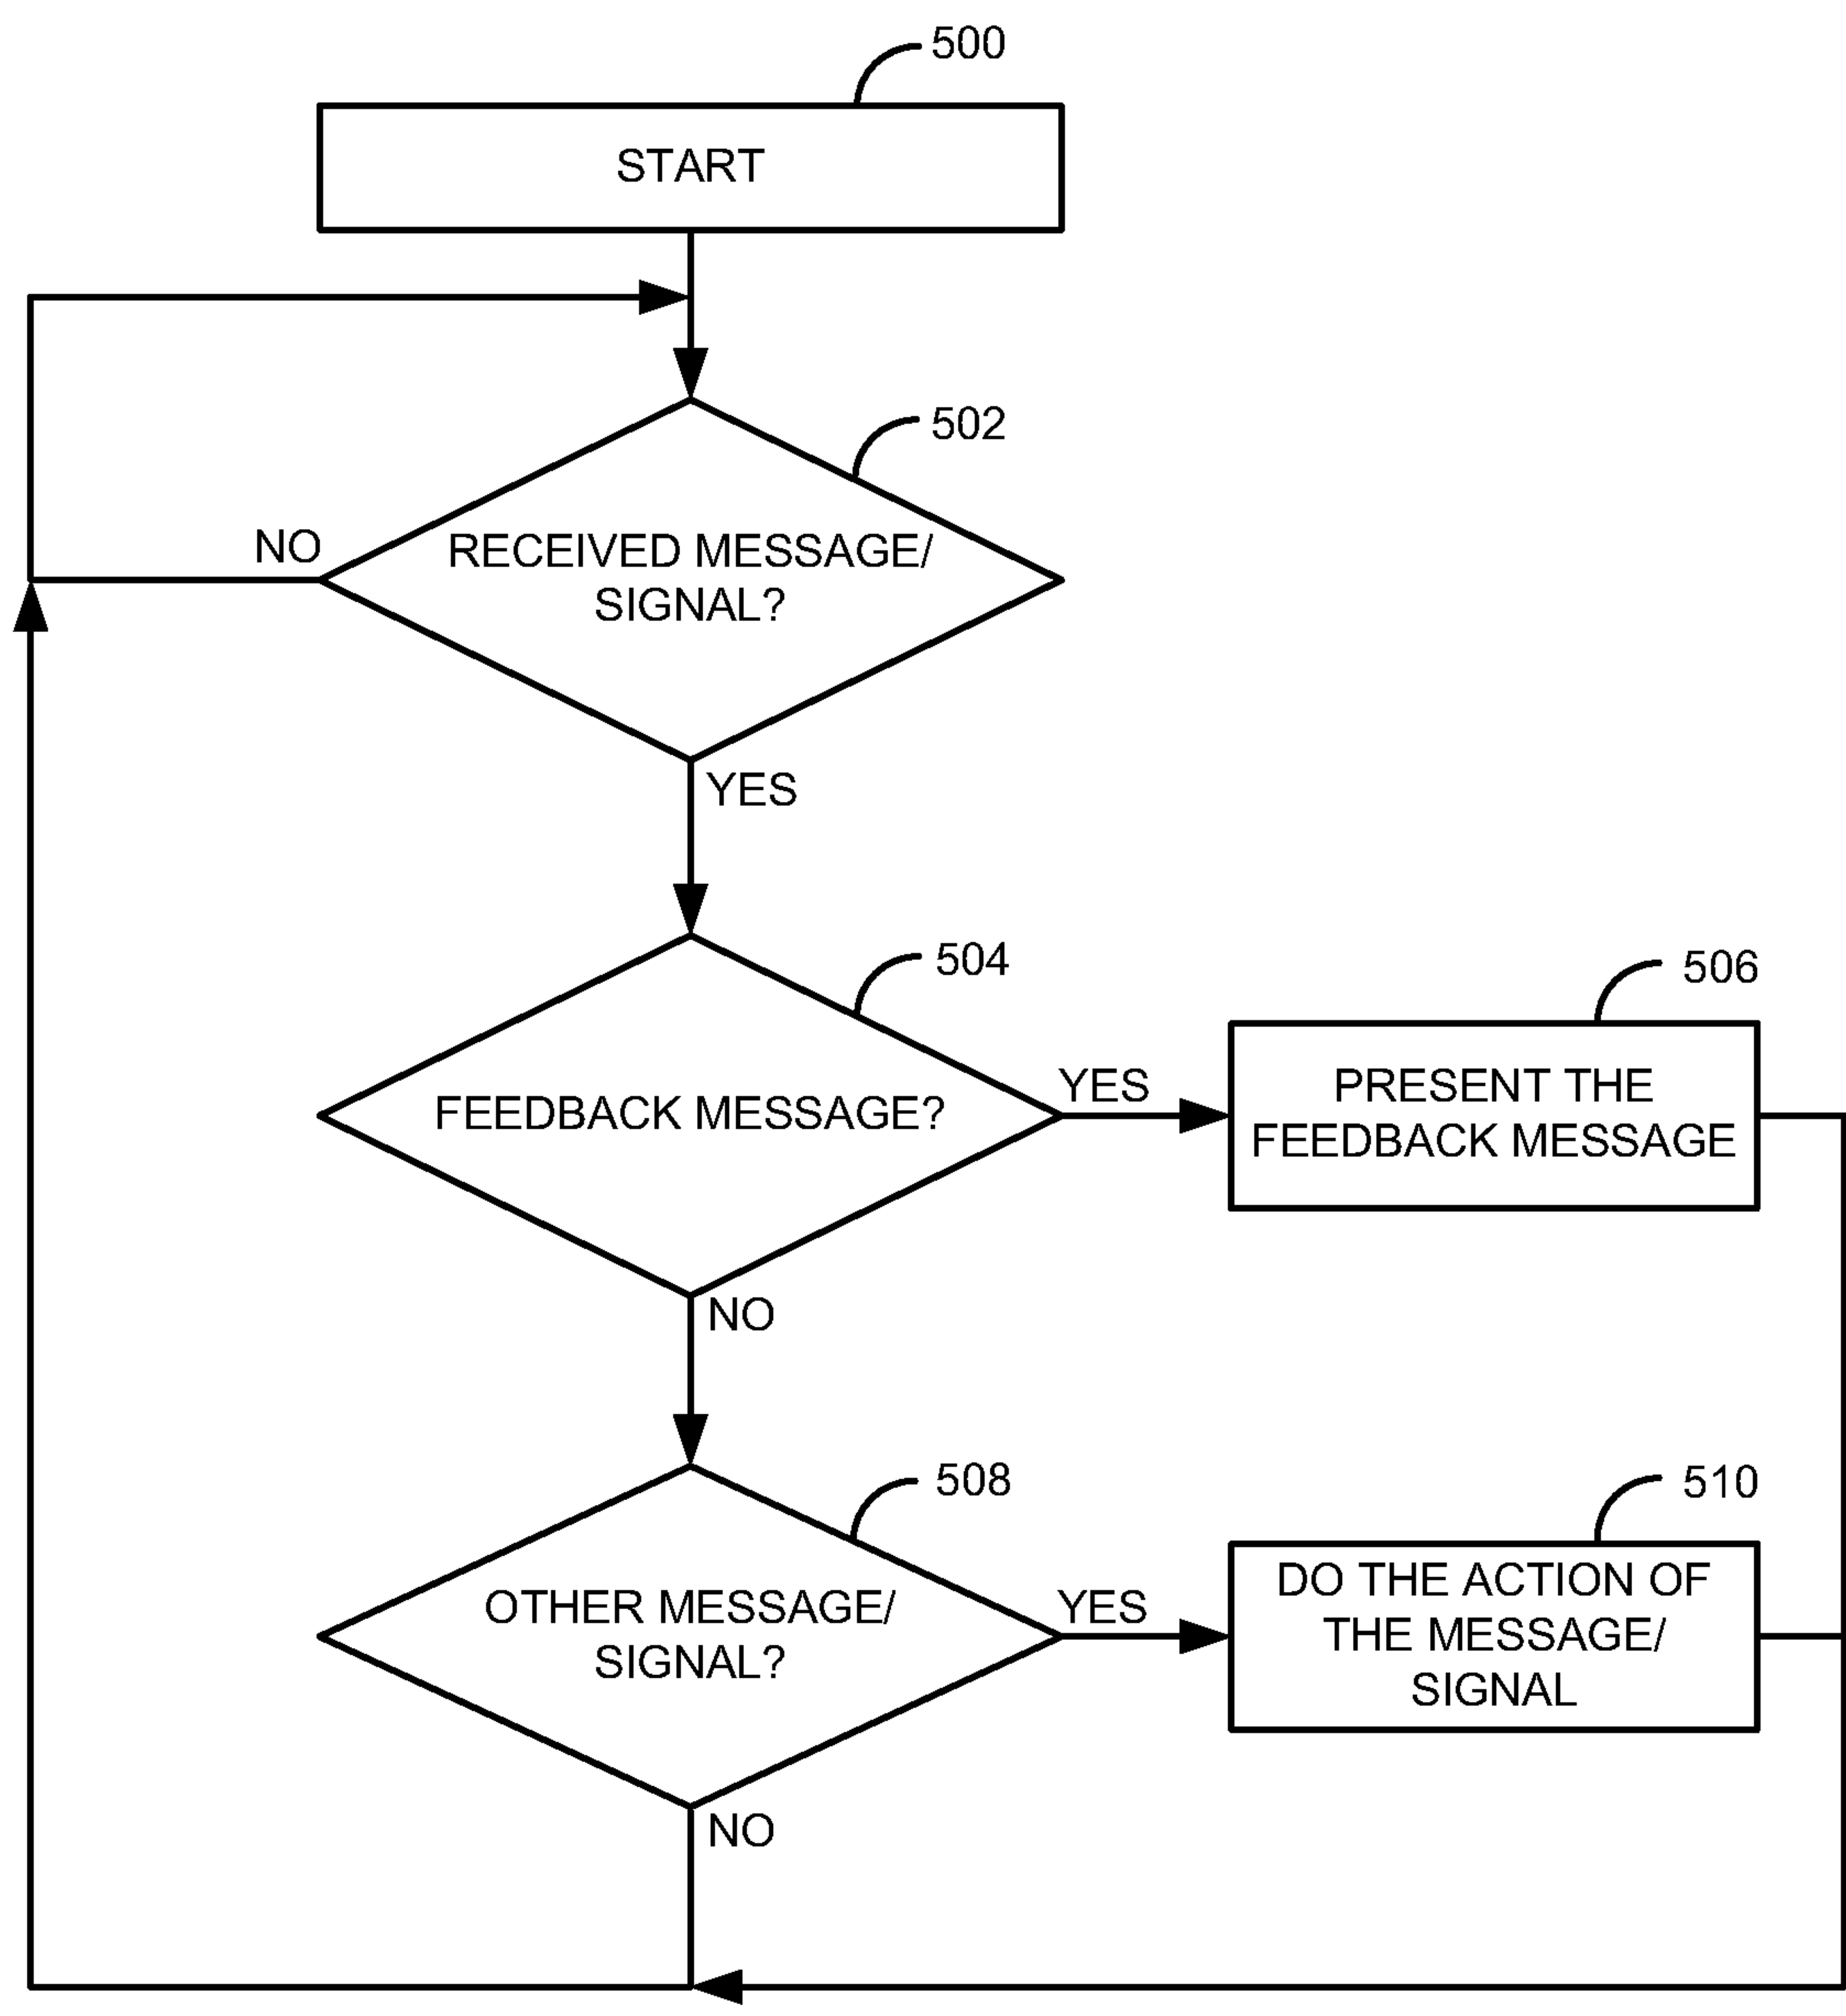 500
START
502
NO
RECEIVED MESSAGE/
SIGNAL?
YES
504
506
FEEDBACK MESSAGE?
YES
PRESENT THE
FEEDBACK MESSAGE
NO
508
510
OTHER MESSAGE/
SIGNAL?
YES
DO THE ACTION OF
THE MESSAGE/
SIGNAL
NO